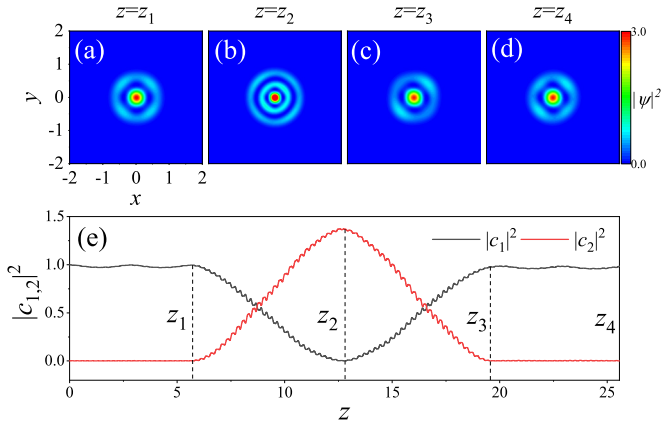 z=z₁ z=z₂ z=z₃ z=z₄
2 (a) (b) (c) (d) 3.0
1
y 0 |ψ|²
-1
-2 0.0
-2 -1 0 1 2
x
1.5 (e) |c₁|² |c₂|²
1.0
|c₁,₂|² 0.5 z₁ z₂ z₃ z₄
0.0
0 5 10 15 20 25
z